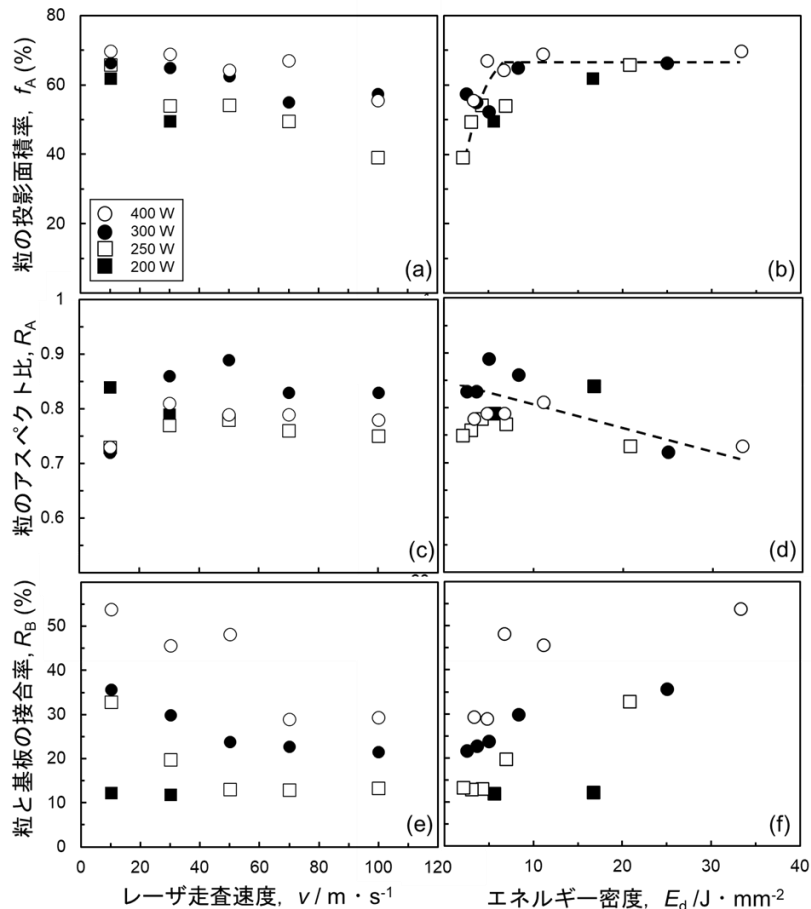 粒の投影面積率, fA (%)
80
60
40
20
0
400 W
300 W
250 W
200 W
(a)
(b)
粒のアスペクト比, RA
1
0.9
0.8
0.7
0.6
(c)
(d)
粒と基板の接合率, RB (%)
50
40
30
20
10
0
(e)
(f)
0 20 40 60 80 100 120
0 10 20 30 40
レーザ走査速度, v / m・s-1
エネルギー密度, Ed /J・mm-2